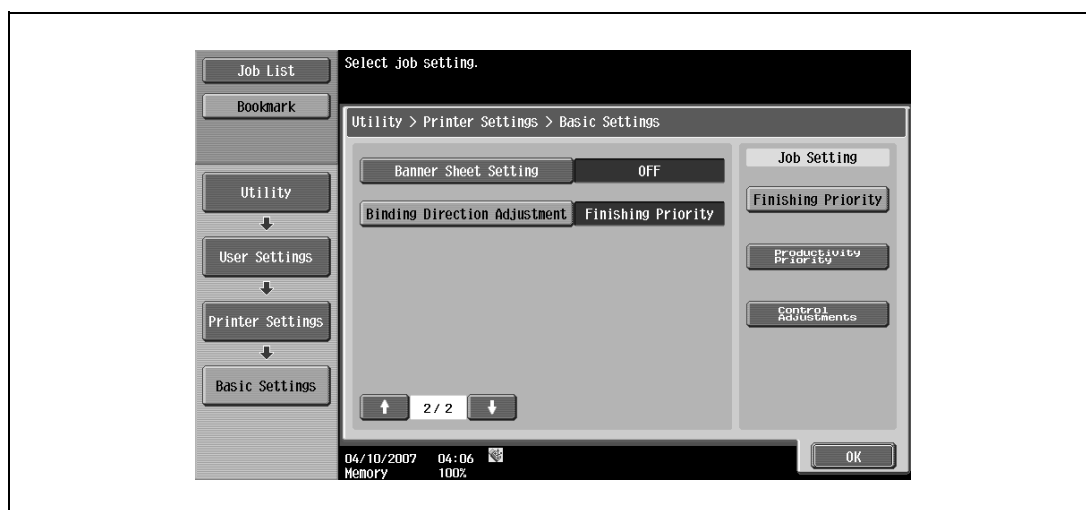 Job List
Bookmark
Utility
User Settings
Printer Settings
Basic Settings
Select job setting.
Utility > Printer Settings > Basic Settings
Banner Sheet Setting OFF
Binding Direction Adjustment Finishing Priority
2/ 2
Job Setting
Finishing Priority
Productivity
Priority
Control
Adjustments
04/10/2007 04:06
Memory 100%
OK